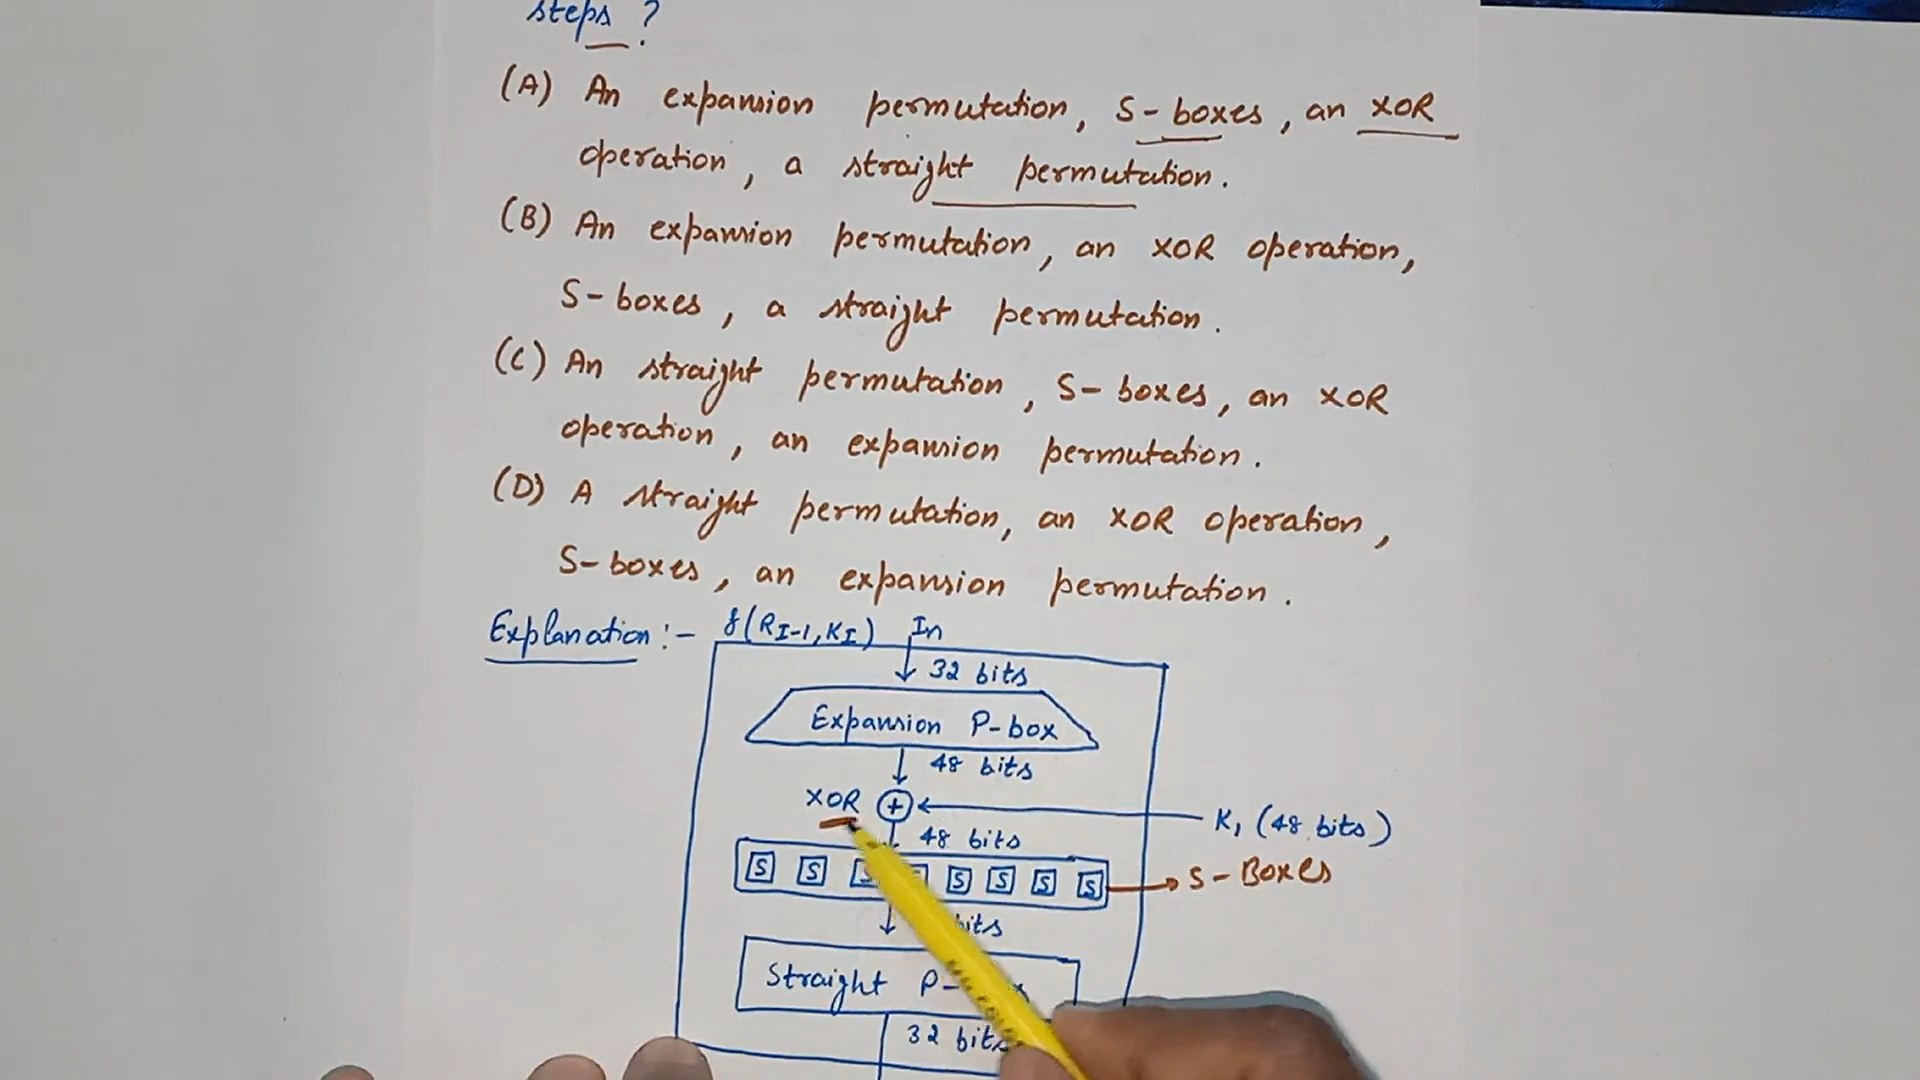 steps ?
(A) An expansion permutation, S-boxes, an XOR
operation, a straight permutation.
(B) An expansion permutation, an XOR operation,
S-boxes, a straight permutation.
(C) An straight permutation, S-boxes, an XOR
operation, an expansion permutation.
(D) A straight permutation, an XOR operation,
S-boxes, an expansion permutation.
Explanation :- f(RI-1, KI) In
32 bits
Expansion P-box
48 bits
XOR + K1 (48 bits)
48 bits
S S S S S S S S-Boxes
bits
Straight P-
32 bits